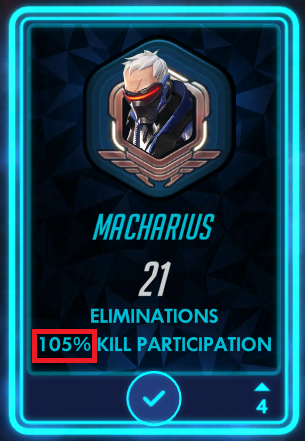 MACHARIUS
21
ELIMINATIONS
105% KILL PARTICIPATION
4